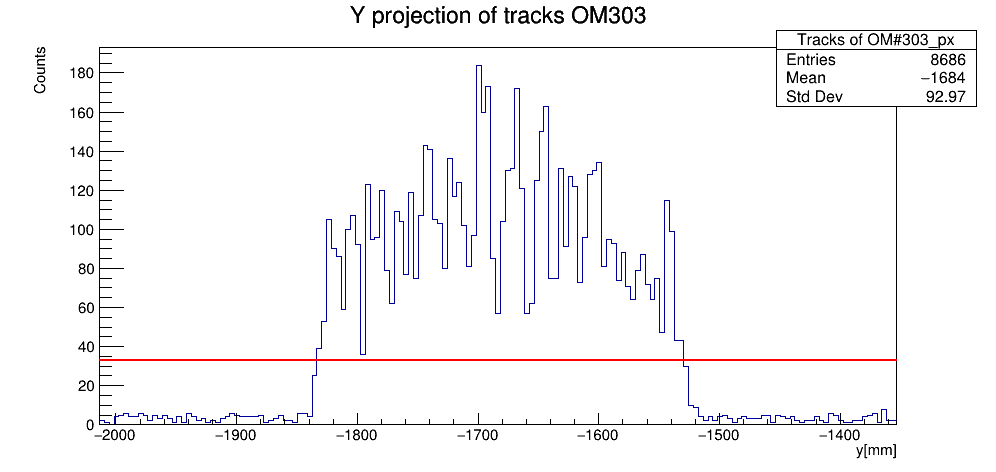 Y projection of tracks OM303
Counts
Tracks of OM#303_px
Entries 8686
Mean −1684
Std Dev 92.97
180
160
140
120
100
80
60
40
20
0
−2000 −1900 −1800 −1700 −1600 −1500 −1400
y[mm]